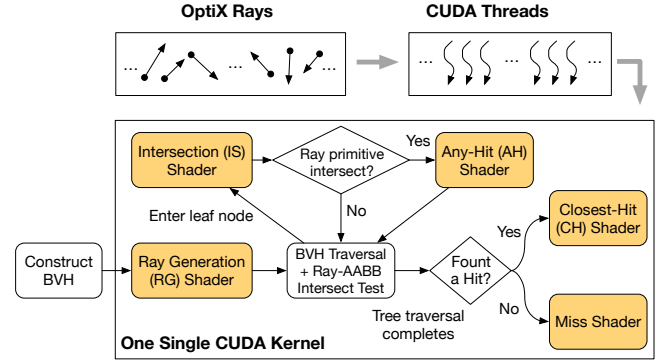 OptiX Rays
CUDA Threads
... ... ...
... ... ...
Intersection (IS)
Shader
Ray primitive
intersect?
Yes
Any-Hit (AH)
Shader
Enter leaf node
No
Construct
BVH
Ray Generation
(RG) Shader
BVH Traversal
+ Ray-AABB
Intersect Test
Fount
a Hit?
Yes
Closest-Hit
(CH) Shader
No
Miss Shader
Tree traversal
completes
One Single CUDA Kernel